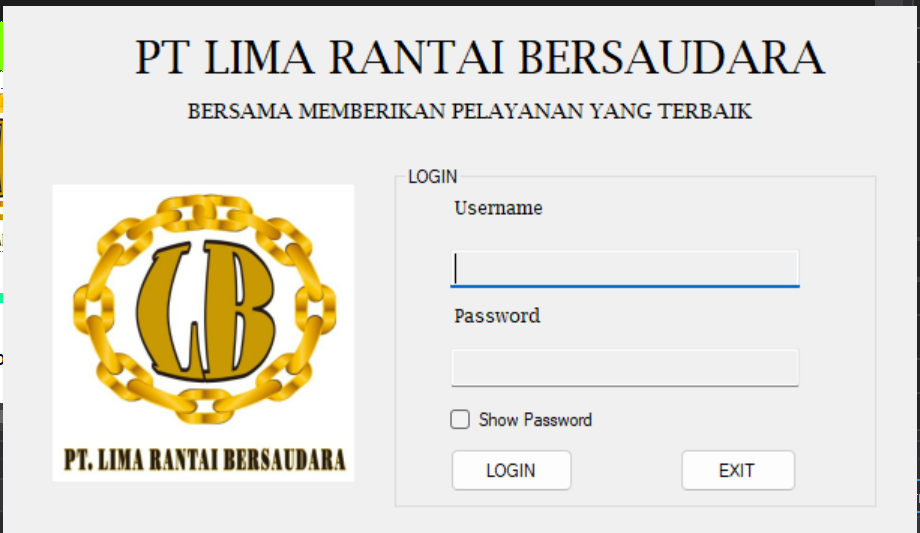 PT LIMA RANTAI BERSAUDARA
BERSAMA MEMBERIKAN PELAYANAN YANG TERBAIK
LB
PT. LIMA RANTAI BERSAUDARA
LOGIN
Username
Password
Show Password
LOGIN
EXIT